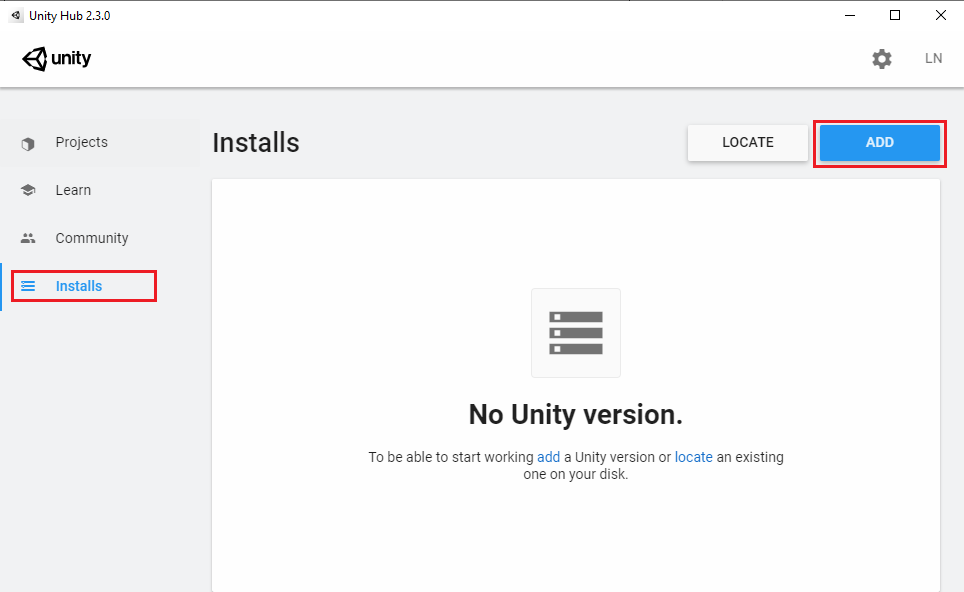 Unity Hub 2.3.0
unity
LN
Projects
Learn
Community
Installs
Installs
LOCATE
ADD
No Unity version.
To be able to start working add a Unity version or locate an existing
one on your disk.